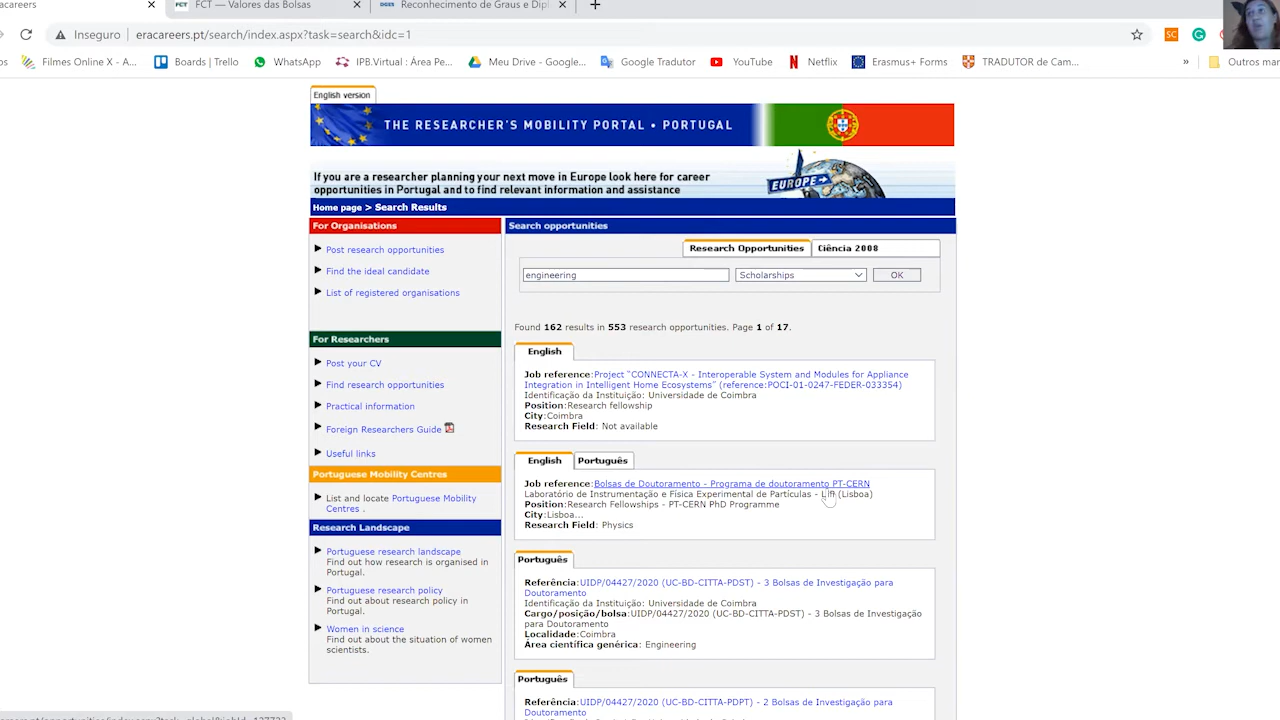 acareers
FCT — Valores das Bolsas
Reconhecimento de Graus e Dipl
Inseguro
eracareers.pt/search/index.aspx?task=search&idc=1
Filmes Online X - A...
Boards | Trello
WhatsApp
IPB.Virtual : Área Pe...
Meu Drive - Google...
Google Tradutor
YouTube
Netflix
Erasmus+ Forms
TRADUTOR de Cam...
»
Outros mar
English version
THE RESEARCHER'S MOBILITY PORTAL • PORTUGAL
If you are a researcher planning your next move in Europe look here for career
opportunities in Portugal and to find relevant information and assistance
EUROPE
Home page > Search Results
For Organisations
Post research opportunities
Find the ideal candidate
List of registered organisations
For Researchers
Post your CV
Find research opportunities
Practical information
Foreign Researchers Guide
Useful links
Portuguese Mobility Centres
List and locate Portuguese Mobility
Centres .
Research Landscape
Portuguese research landscape
Find out how research is organised in
Portugal.
Portuguese research policy
Find out about research policy in
Portugal.
Women in science
Find out about the situation of women
scientists.
Search opportunities
Research Opportunities
Ciência 2008
engineering
Scholarships
OK
Found 162 results in 553 research opportunities. Page 1 of 17.
English
Job reference:Project "CONNECTA-X - Interoperable System and Modules for Appliance
Integration in Intelligent Home Ecosystems" (reference:POCI-01-0247-FEDER-033354)
Identificação da Instituição: Universidade de Coimbra
Position:Research fellowship
City:Coimbra
Research Field: Not available
English
Português
Job reference:Bolsas de Doutoramento - Programa de doutoramento PT-CERN
Laboratório de Instrumentação e Física Experimental de Partículas - (Lisboa)
Position:Research Fellowships - PT-CERN PhD Programme
City:Lisboa...
Research Field: Physics
Português
Referência:UIDP/04427/2020 (UC-BD-CITTA-PDST) - 3 Bolsas de Investigação para
Doutoramento
Identificação da Instituição: Universidade de Coimbra
Cargo/posição/bolsa:UIDP/04427/2020 (UC-BD-CITTA-PDST) - 3 Bolsas de Investigação
para Doutoramento
Localidade:Coimbra
Área científica genérica: Engineering
Português
Referência:UIDP/04427/2020 (UC-BD-CITTA-PDPT) - 2 Bolsas de Investigação para
Doutoramento